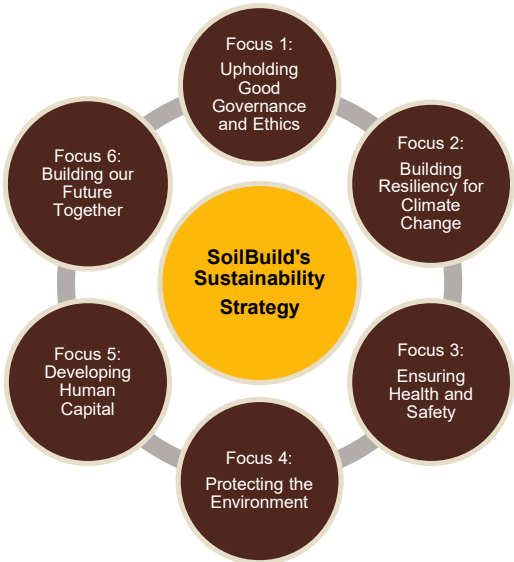 Focus 1:
Upholding
Good
Governance
and Ethics
Focus 2:
Building
Resiliency for
Climate
Change
Focus 3:
Ensuring
Health and
Safety
Focus 4:
Protecting the
Environment
Focus 5:
Developing
Human
Capital
Focus 6:
Building our
Future
Together
SoilBuild's
Sustainability
Strategy